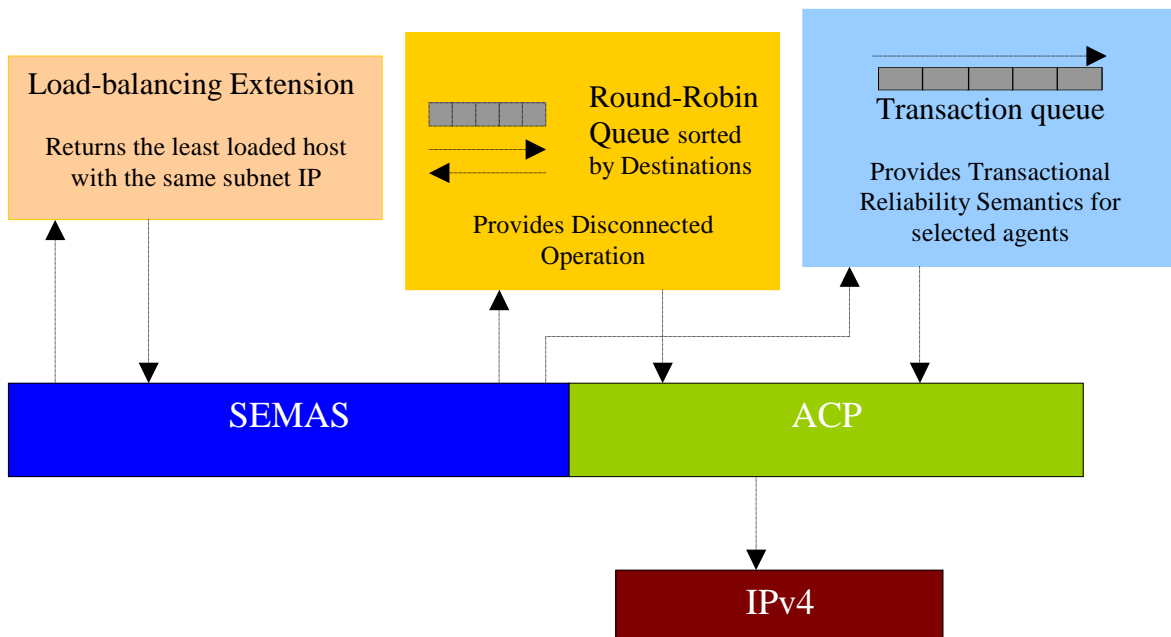 Load-balancing Extension
Returns the least loaded host
with the same subnet IP
Round-Robin
Queue sorted
by Destinations
Provides Disconnected
Operation
Transaction queue
Provides Transactional
Reliability Semantics for
selected agents
SEMAS
ACP
IPv4